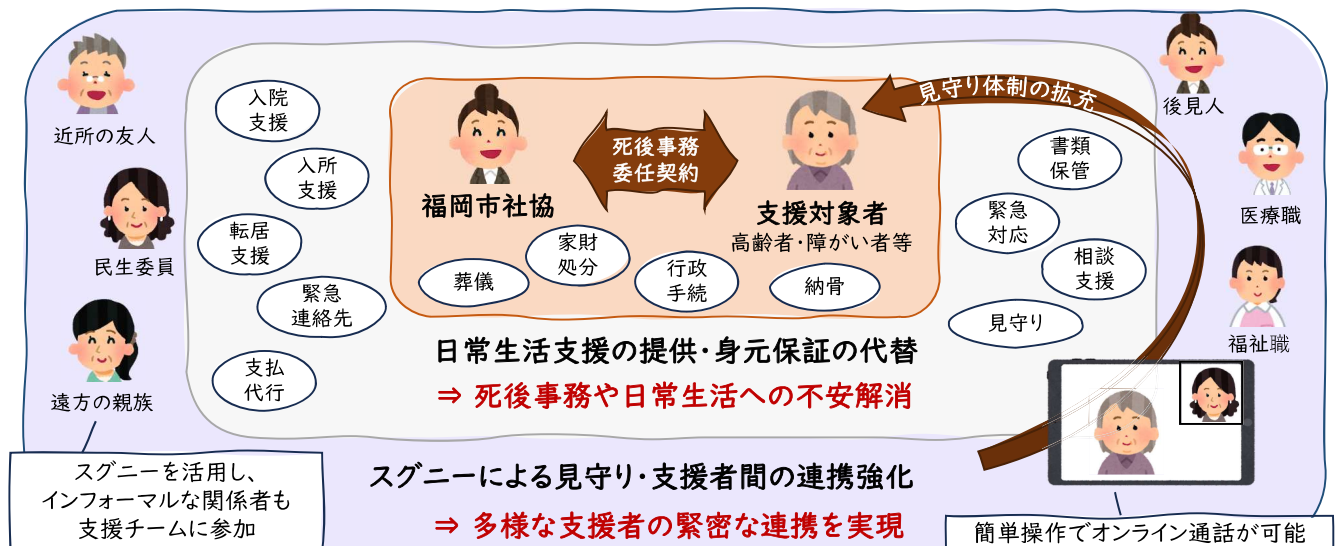 近所の友人
民生委員
遠方の親族
スグニーを活用し、
インフォーマルな関係者も
支援チームに参加
入院
支援
入所
支援
転居
支援
緊急
連絡先
支払
代行
福岡市社協
死後事務
委任契約
支援対象者
高齢者・障がい者等
葬儀
家財
処分
行政
手続
納骨
日常生活支援の提供・身元保証の代替
⇒ 死後事務や日常生活への不安解消
スグニーによる見守り・支援者間の連携強化
⇒ 多様な支援者の緊密な連携を実現
見守り体制の拡充
書類
保管
緊急
対応
相談
支援
見守り
後見人
医療職
福祉職
簡単操作でオンライン通話が可能